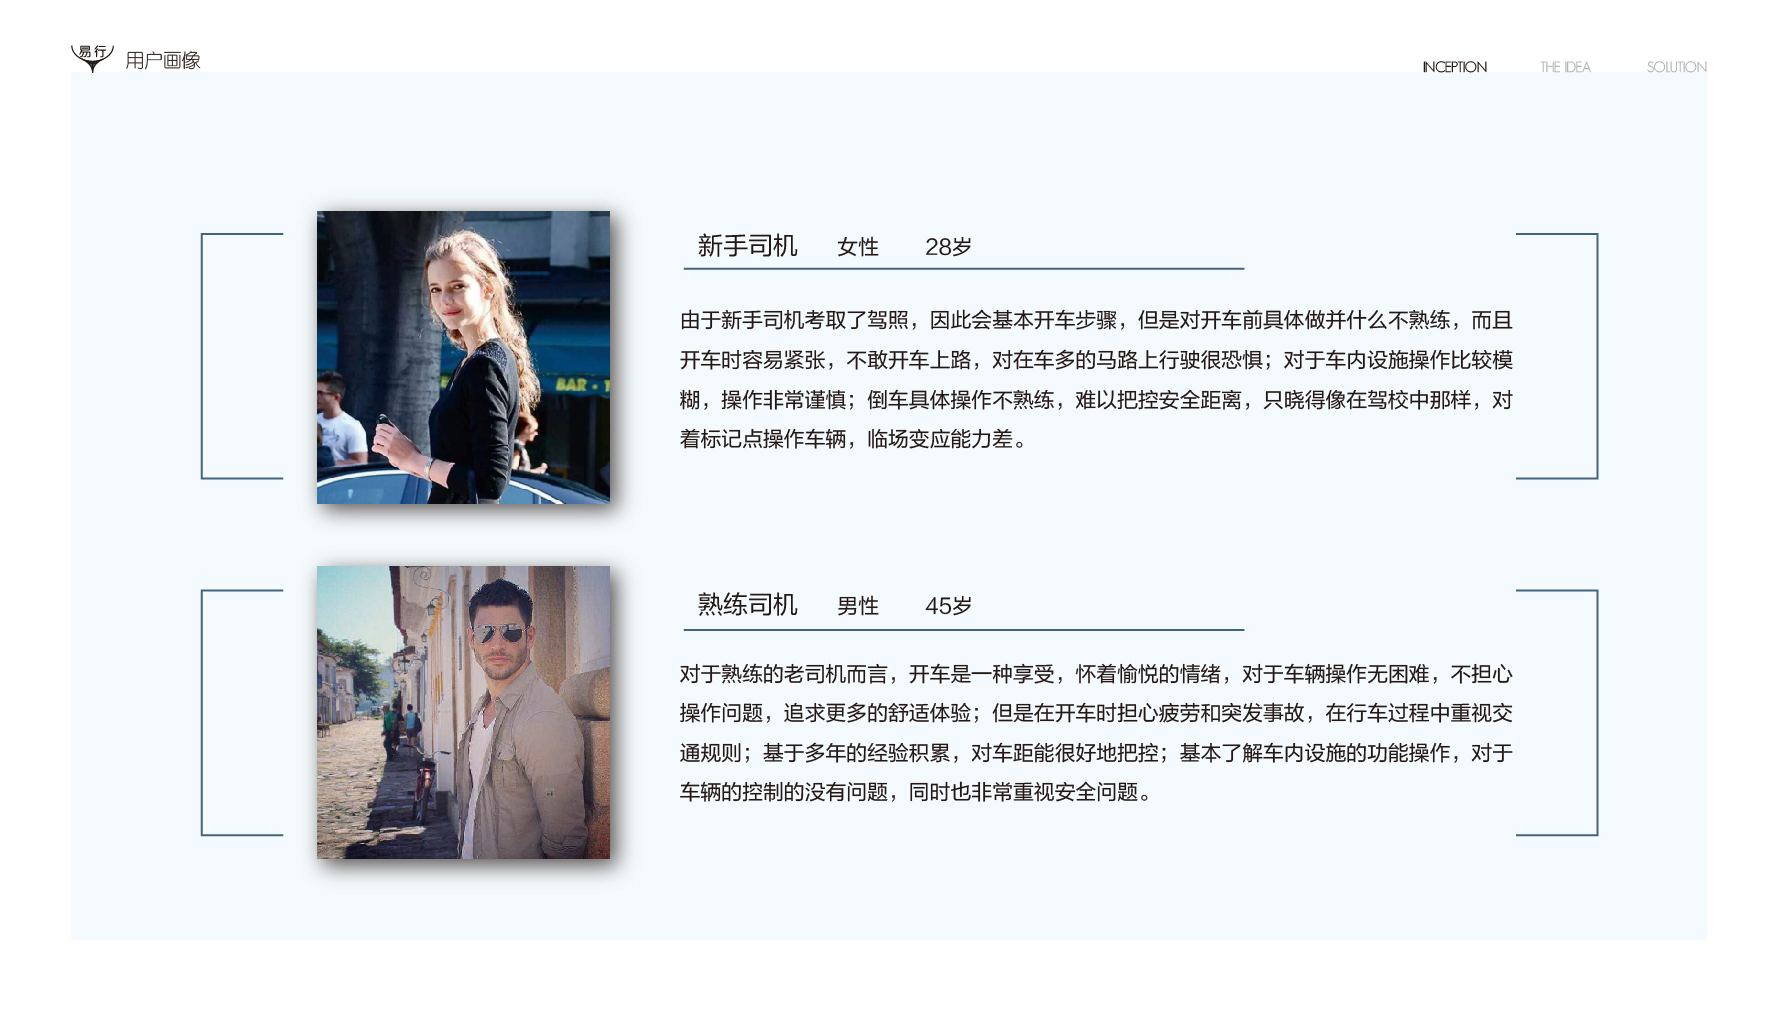 易行
用户画像
INCEPTION
THE IDEA
SOLUTION
新手司机 女性 28岁
由于新手司机考取了驾照，因此会基本开车步骤，但是对开车前具体做并什么不熟练，而且
开车时容易紧张，不敢开车上路，对在车多的马路上行驶很恐惧；对于车内设施操作比较模
糊，操作非常谨慎；倒车具体操作不熟练，难以把控安全距离，只晓得像在驾校中那样，对
着标记点操作车辆，临场变应能力差。
BAR · T
熟练司机 男性 45岁
对于熟练的老司机而言，开车是一种享受，怀着愉悦的情绪，对于车辆操作无困难，不担心
操作问题，追求更多的舒适体验；但是在开车时担心疲劳和突发事故，在行车过程中重视交
通规则；基于多年的经验积累，对车距能很好地把控；基本了解车内设施的功能操作，对于
车辆的控制的没有问题，同时也非常重视安全问题。